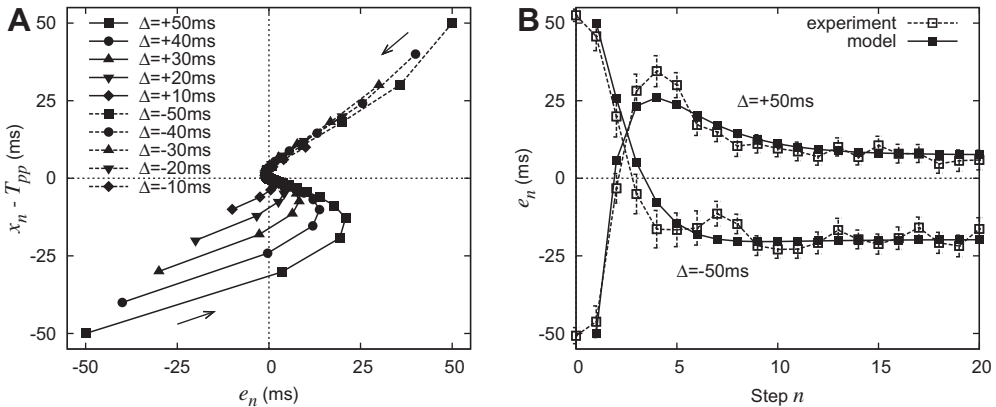 A
Δ=+50ms
Δ=+40ms
Δ=+30ms
Δ=+20ms
Δ=+10ms
Δ=-50ms
Δ=-40ms
Δ=-30ms
Δ=-20ms
Δ=-10ms
x_n - T_pp (ms)
50
25
0
-25
-50
-50 -25 0 25 50
e_n (ms)
B
experiment
model
Δ=+50ms
Δ=-50ms
e_n (ms)
50
25
0
-25
-50
0 5 10 15 20
Step n